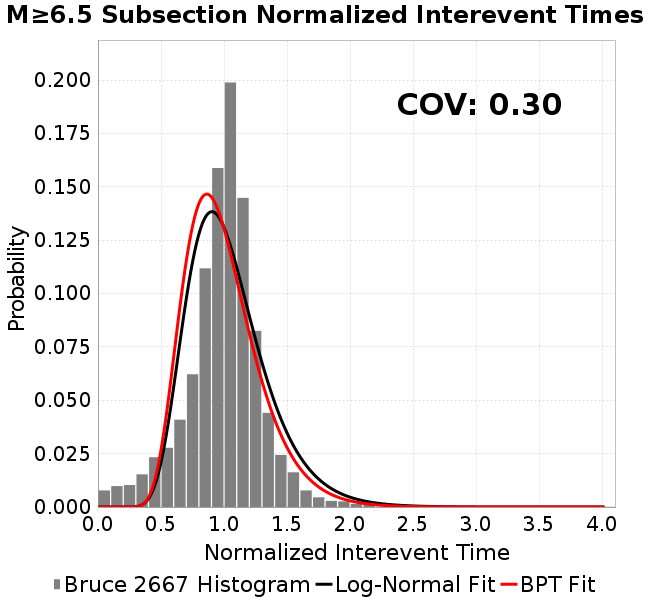 M≥6.5 Subsection Normalized Interevent Times
COV: 0.30
Probability
0.200
0.175
0.150
0.125
0.100
0.075
0.050
0.025
0.000
0.0 0.5 1.0 1.5 2.0 2.5 3.0 3.5 4.0
Normalized Interevent Time
Bruce 2667 Histogram Log-Normal Fit BPT Fit